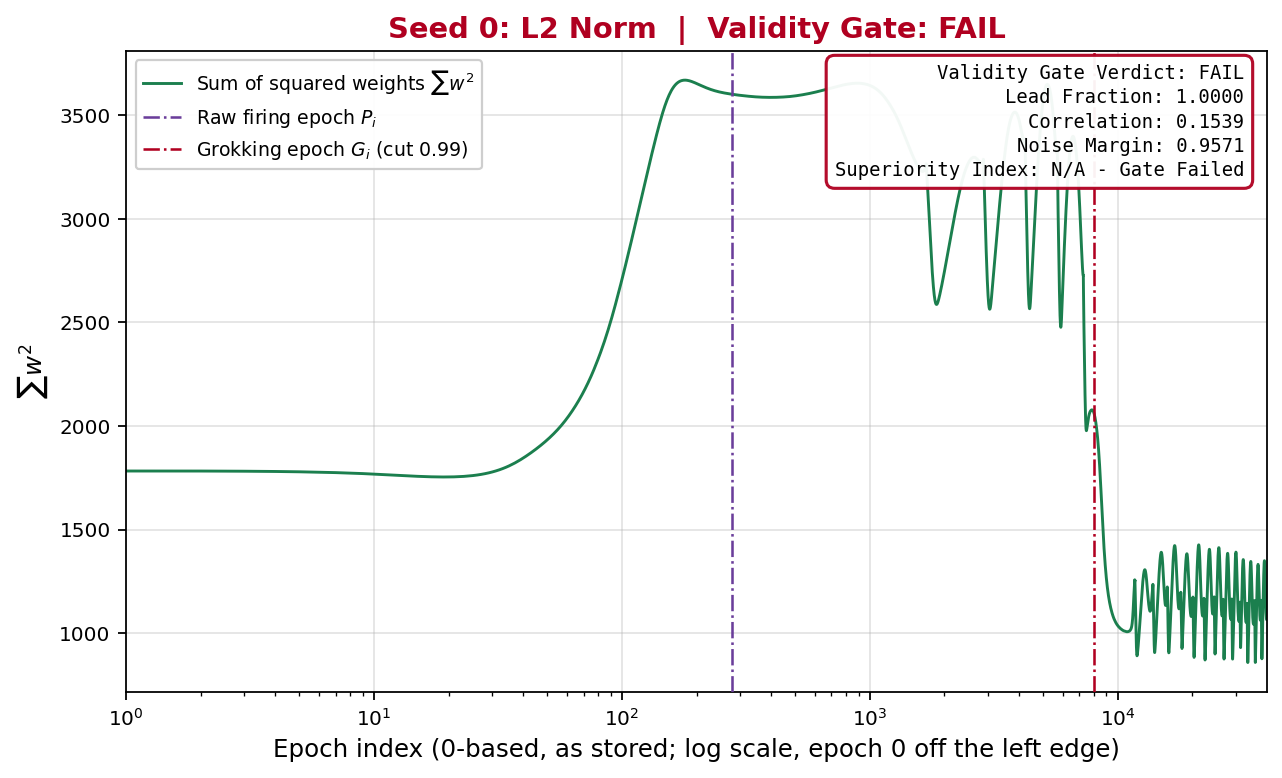 Seed 0: L2 Norm | Validity Gate: FAIL
Sum of squared weights ∑w²
Raw firing epoch Pᵢ
Grokking epoch Gᵢ (cut 0.99)
Validity Gate Verdict: FAIL
Lead Fraction: 1.0000
Correlation: 0.1539
Noise Margin: 0.9571
Superiority Index: N/A - Gate Failed
∑w²
3500
3000
2500
2000
1500
1000
10⁰ 10¹ 10² 10³ 10⁴
Epoch index (0-based, as stored; log scale, epoch 0 off the left edge)